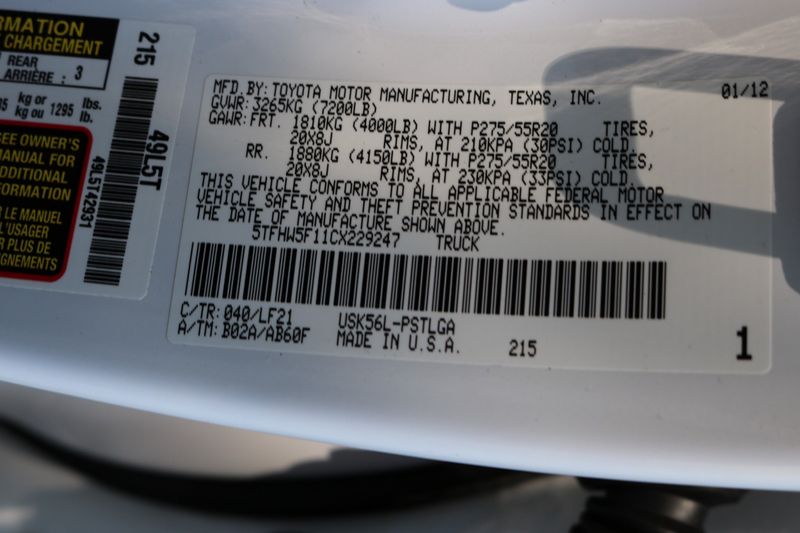 RMATION
CHARGEMENT
REAR
ARRIÈRE : 3
kg or
kg ou 1295 lbs.
lb.
SEE OWNER'S
MANUAL FOR
ADDITIONAL
FORMATION
R LE MANUEL
L'USAGER
R PLUS DE
IGNEMENTS
215
49L5T
49L5T42931
MFD.BY: TOYOTA MOTOR MANUFACTURING, TEXAS, INC. 01/12
GVWR: 3265KG (7200LB)
GAWR: FRT. 1810KG (4000LB) WITH P275/55R20 TIRES,
20X8J RIMS, AT 210KPA (30PSI) COLD.
RR. 1880KG (4150LB) WITH P275/55R20 TIRES,
20X8J RIMS, AT 230KPA (33PSI) COLD.
THIS VEHICLE CONFORMS TO ALL APPLICABLE FEDERAL MOTOR
VEHICLE SAFETY AND THEFT PREVENTION STANDARDS IN EFFECT ON
THE DATE OF MANUFACTURE SHOWN ABOVE.
5TFHW5F11CX229247 TRUCK
C/TR: 040/LF21 USK56L-PSTLGA
A/TM: B02A/AB60F MADE IN U.S.A. 215 1